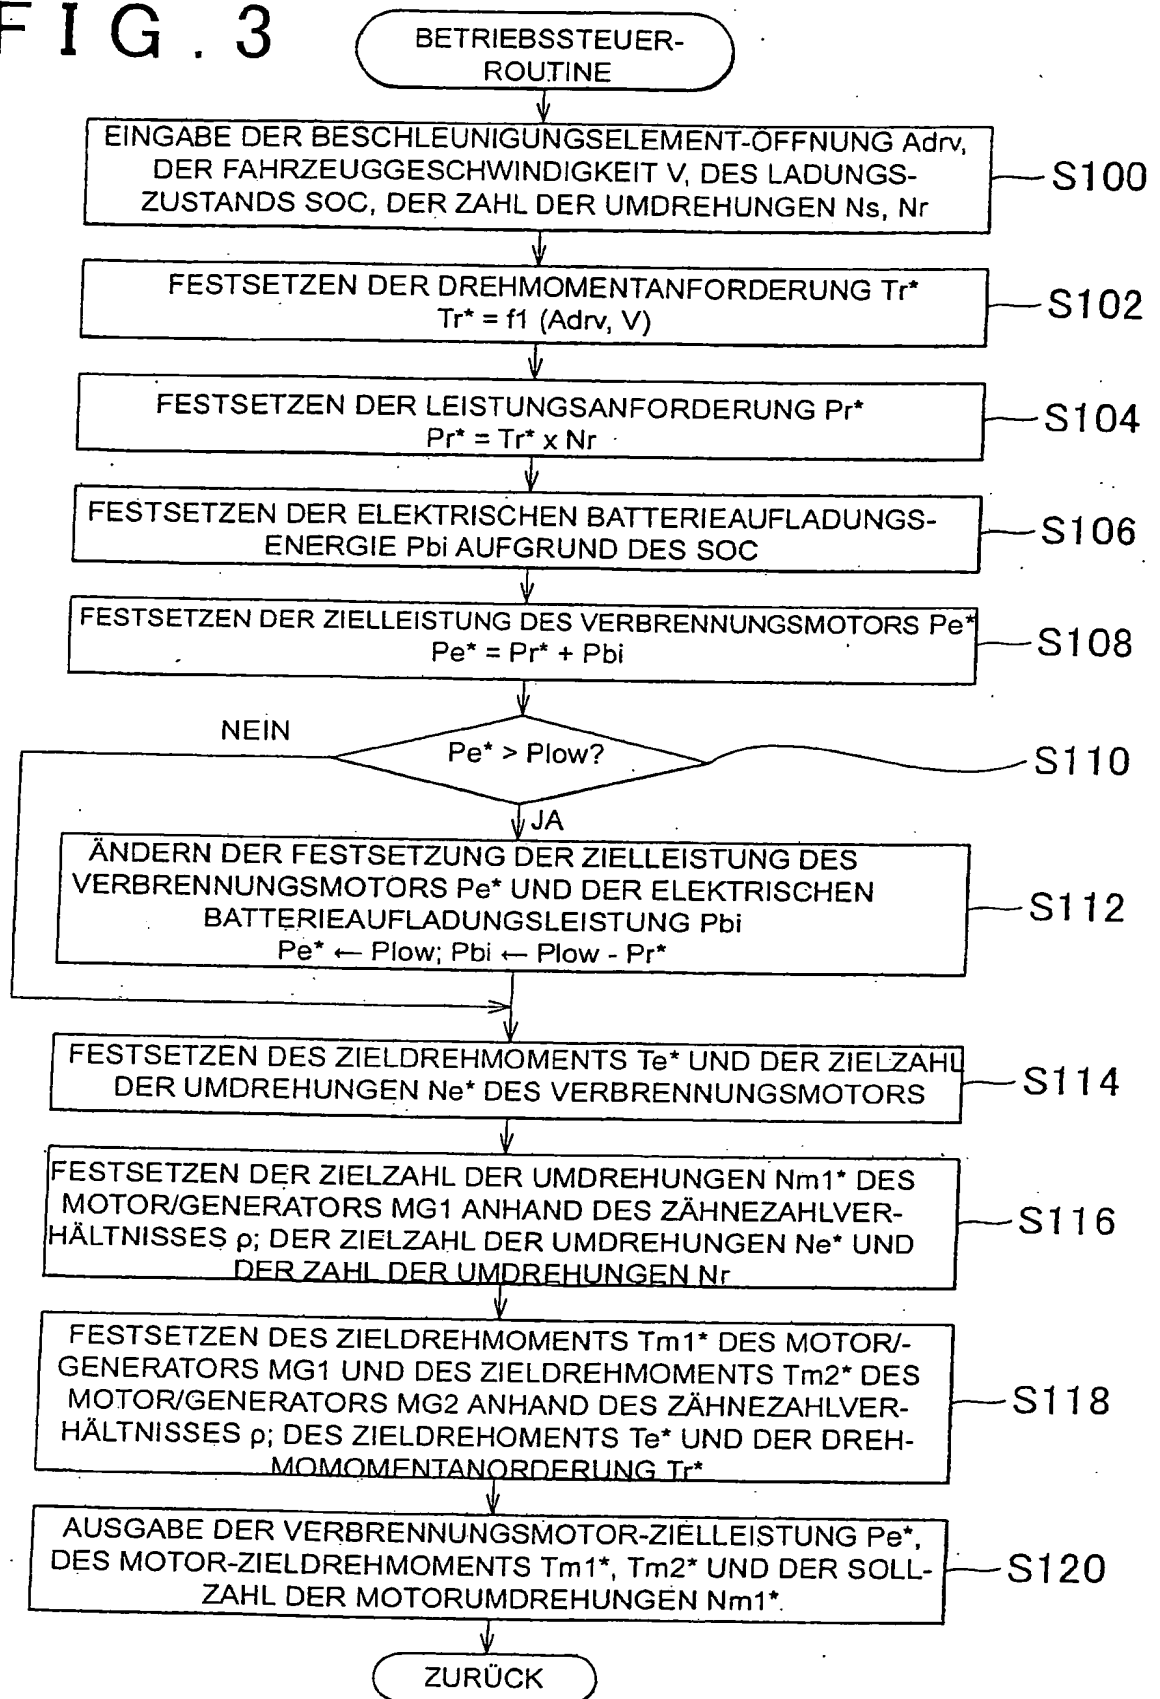 FIG. 3
BETRIEBSSTEUER-
ROUTINE
EINGABE DER BESCHLEUNIGUNGSELEMENT-ÖFFNUNG Adrv,
DER FAHRZEUGGESCHWINDIGKEIT V, DES LADUNGS-
ZUSTANDS SOC, DER ZAHL DER UMDREHUNGEN Ns, Nr
S100
FESTSETZEN DER DREHMOMENTANFORDERUNG Tr*
Tr* = f1 (Adrv, V)
S102
FESTSETZEN DER LEISTUNGSANFORDERUNG Pr*
Pr* = Tr* x Nr
S104
FESTSETZEN DER ELEKTRISCHEN BATTERIEAUFLADUNGS-
ENERGIE Pbi AUFGRUND DES SOC
S106
FESTSETZEN DER ZIELLEISTUNG DES VERBRENNUNGSMOTORS Pe*
Pe* = Pr* + Pbi
S108
NEIN
Pe* > Plow?
S110
JA
ÄNDERN DER FESTSETZUNG DER ZIELLEISTUNG DES
VERBRENNUNGSMOTORS Pe* UND DER ELEKTRISCHEN
BATTERIEAUFLADUNGSLEISTUNG Pbi
Pe* ← Plow; Pbi ← Plow - Pr*
S112
FESTSETZEN DES ZIELDREHMOMENTS Te* UND DER ZIELZAHL
DER UMDREHUNGEN Ne* DES VERBRENNUNGSMOTORS
S114
FESTSETZEN DER ZIELZAHL DER UMDREHUNGEN Nm1* DES
MOTOR/GENERATORS MG1 ANHAND DES ZÄHNEZAHLVER-
HÄLTNISSES ρ; DER ZIELZAHL DER UMDREHUNGEN Ne* UND
DER ZAHL DER UMDREHUNGEN Nr
S116
FESTSETZEN DES ZIELDREHMOMENTS Tm1* DES MOTOR/-
GENERATORS MG1 UND DES ZIELDREHMOMENTS Tm2* DES
MOTOR/GENERATORS MG2 ANHAND DES ZÄHNEZAHLVER-
HÄLTNISSES ρ; DES ZIELDREHOMENTS Te* UND DER DREH-
MOMOMENTANORDERUNG Tr*
S118
AUSGABE DER VERBRENNUNGSMOTOR-ZIELLEISTUNG Pe*,
DES MOTOR-ZIELDREHMOMENTS Tm1*, Tm2* UND DER SOLL-
ZAHL DER MOTORUMDREHUNGEN Nm1*.
S120
ZURÜCK